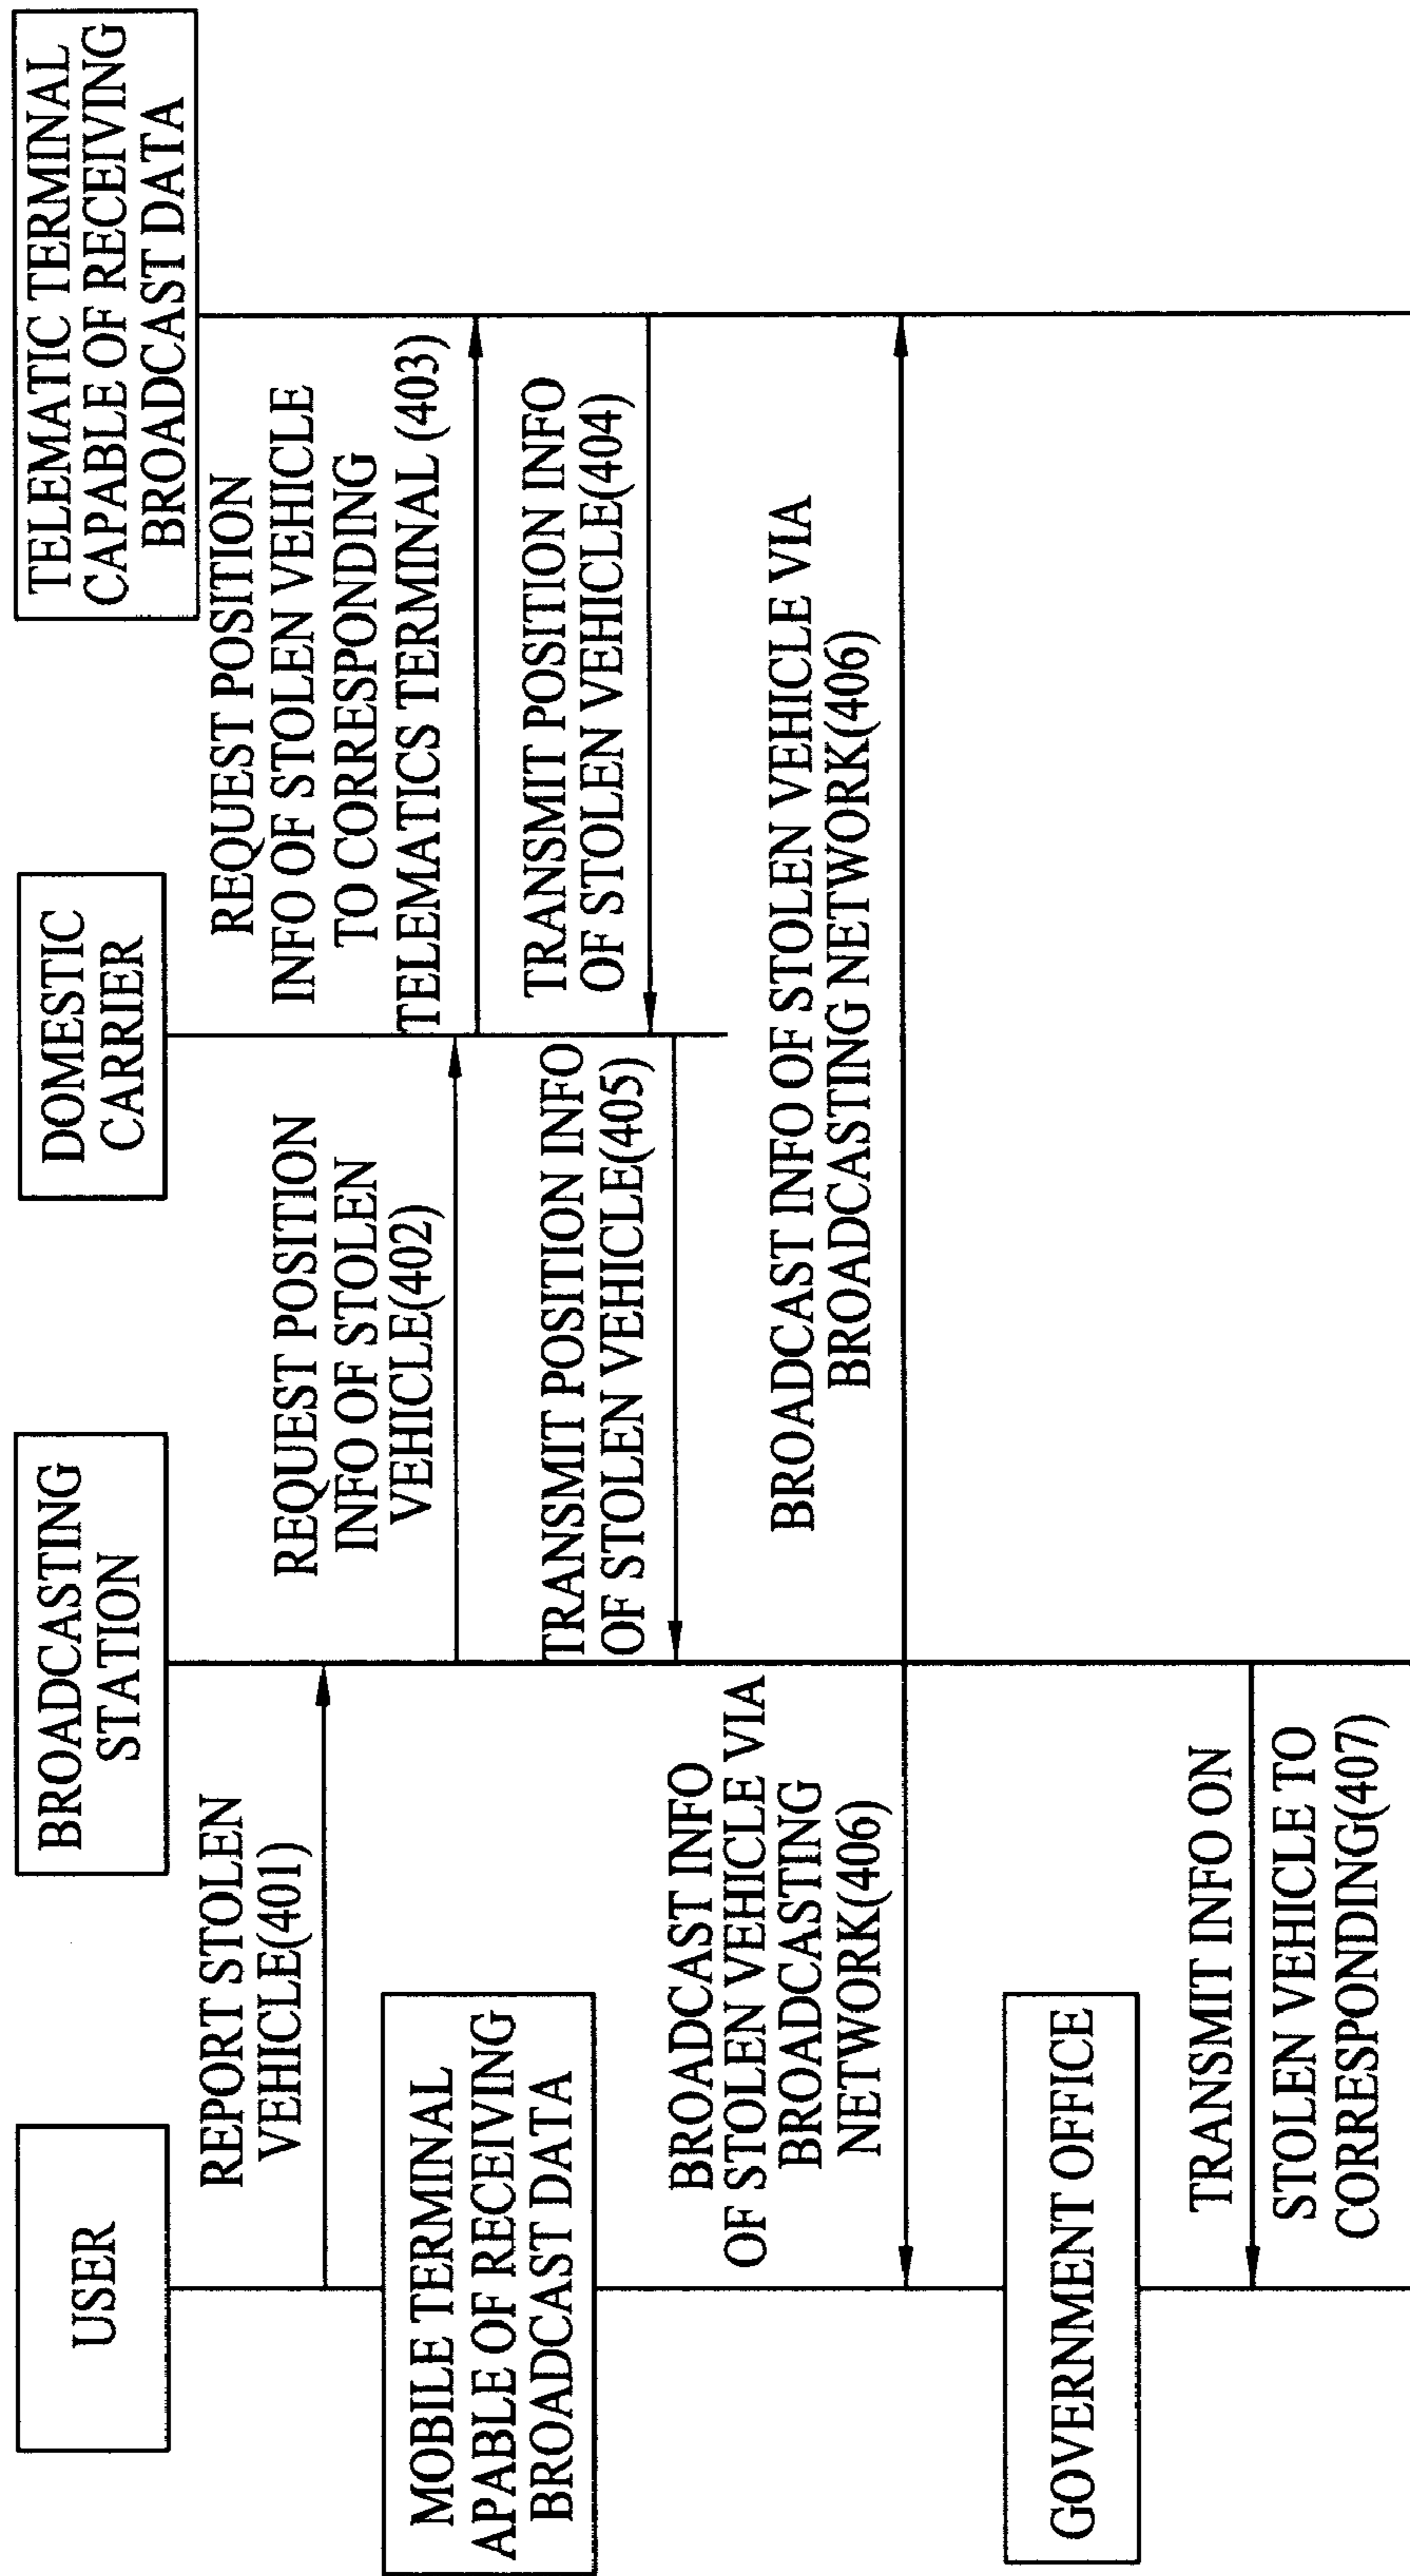 USER
BROADCASTING
STATION
DOMESTIC
CARRIER
TELEMATIC TERMINAL
CAPABLE OF RECEIVING
BROADCAST DATA
REPORT STOLEN
VEHICLE(401)
REQUEST POSITION
INFO OF STOLEN
VEHICLE(402)
REQUEST POSITION
INFO OF STOLEN VEHICLE
TO CORRESPONDING
TELEMATICS TERMINAL (403)
MOBILE TERMINAL
APABLE OF RECEIVING
BROADCAST DATA
TRANSMIT POSITION INFO
OF STOLEN VEHICLE(404)
TRANSMIT POSITION INFO
OF STOLEN VEHICLE(405)
BROADCAST INFO
OF STOLEN VEHICLE VIA
BROADCASTING
NETWORK(406)
BROADCAST INFO OF STOLEN VEHICLE VIA
BROADCASTING NETWORK(406)
GOVERNMENT OFFICE
TRANSMIT INFO ON
STOLEN VEHICLE TO
CORRESPONDING(407)